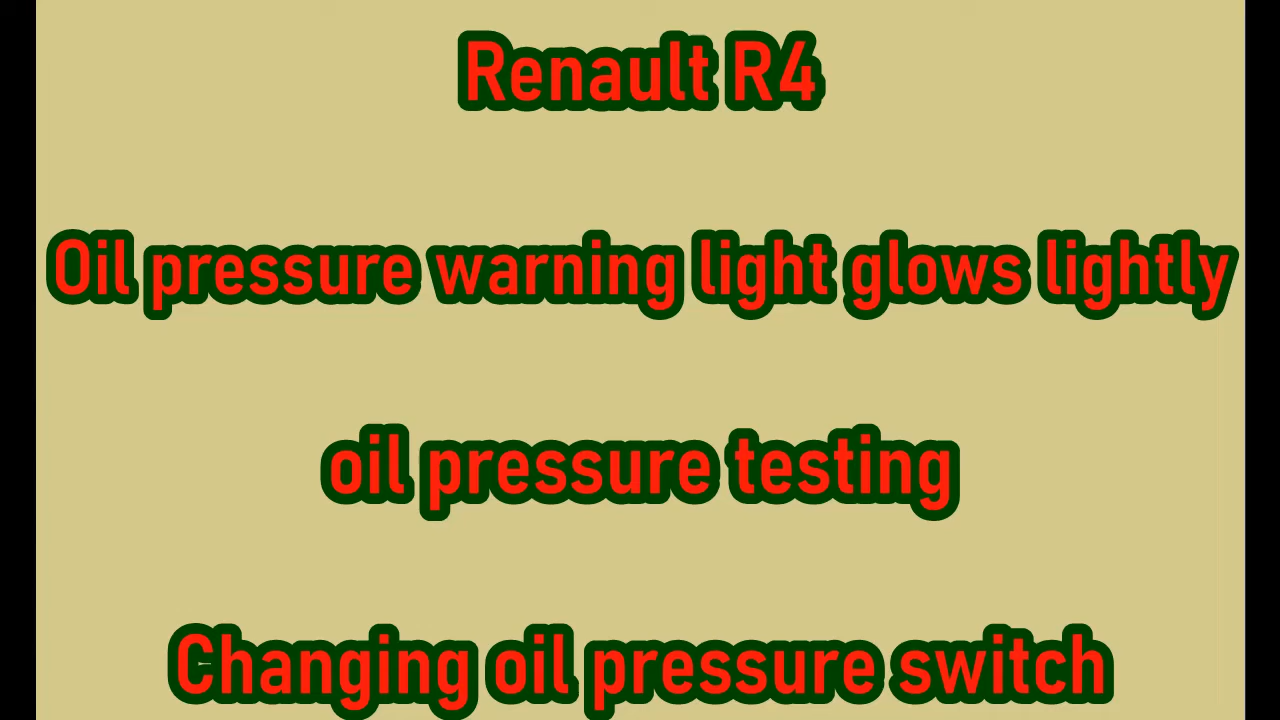 Renault R4
Oil pressure warning light glows lightly
oil pressure testing
Changing oil pressure switch